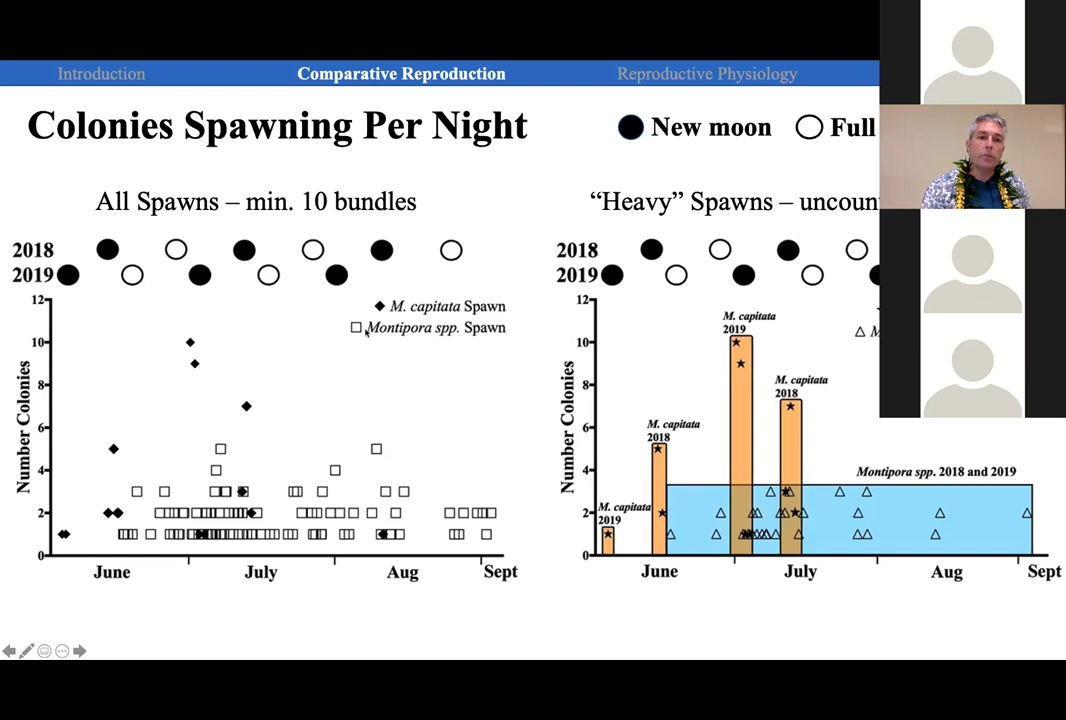 Introduction
Comparative Reproduction
Reproductive Physiology
Colonies Spawning Per Night
New moon
Full
All Spawns – min. 10 bundles
2018
2019
M. capitata Spawn
Montipora spp. Spawn
Number Colonies
12
10
8
6
4
2
0
June
July
Aug
Sept
“Heavy” Spawns –
2018
2019
Number Colonies
12
10
8
6
4
2
0
M. capitata
2019
M. capitata
2018
M. capitata
2019
M. capitata
2018
Montipora spp. 2018 and 2019
June
July
Aug
Sept